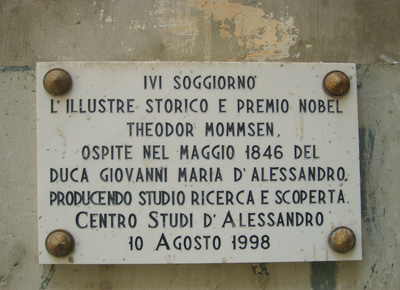 IVI SOGGIORNO'
L'ILLUSTRE STORICO E PREMIO NOBEL
THEODOR MOMMSEN,
OSPITE NEL MAGGIO 1846 DEL
DUCA GIOVANNI MARIA D'ALESSANDRO,
PRODUCENDO STUDIO RICERCA E SCOPERTA.
CENTRO STUDI D'ALESSANDRO
10 AGOSTO 1998